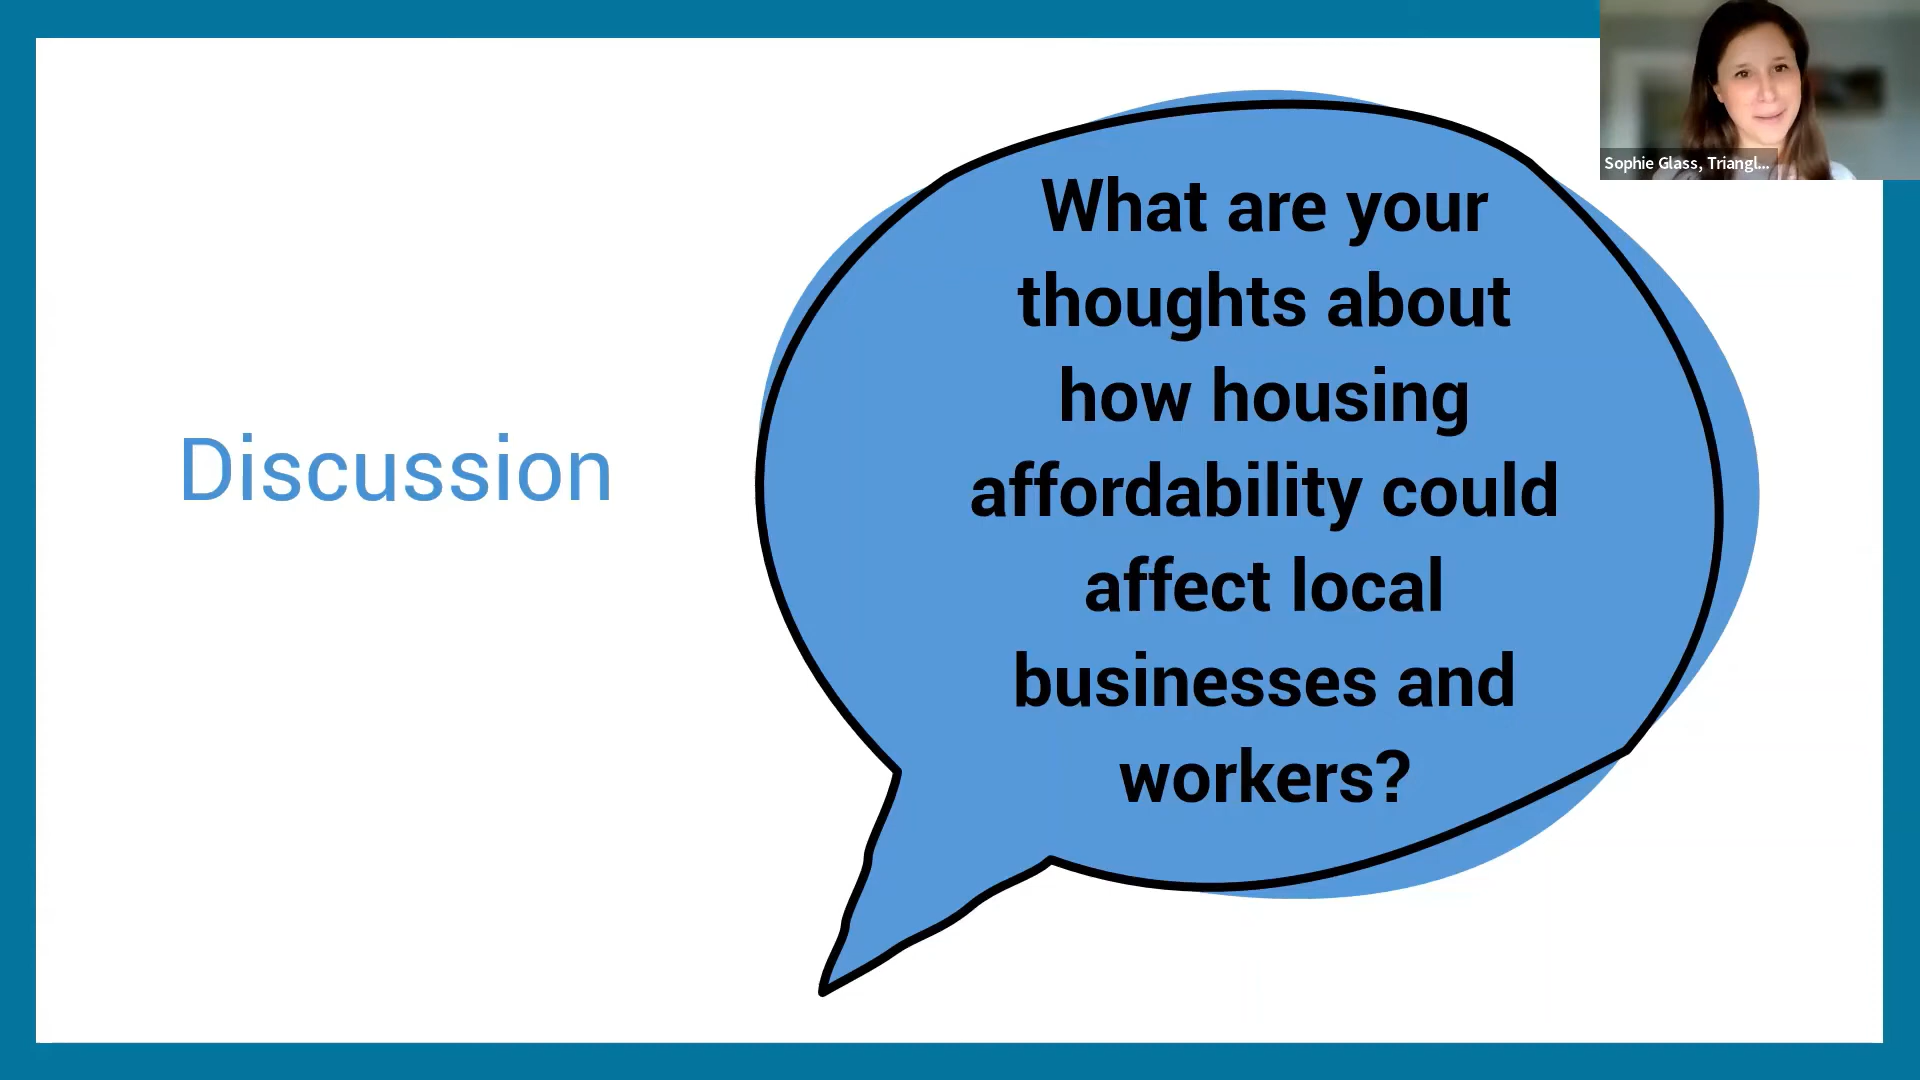 Sophie Glass, Triangl...
Discussion
What are your
thoughts about
how housing
affordability could
affect local
businesses and
workers?